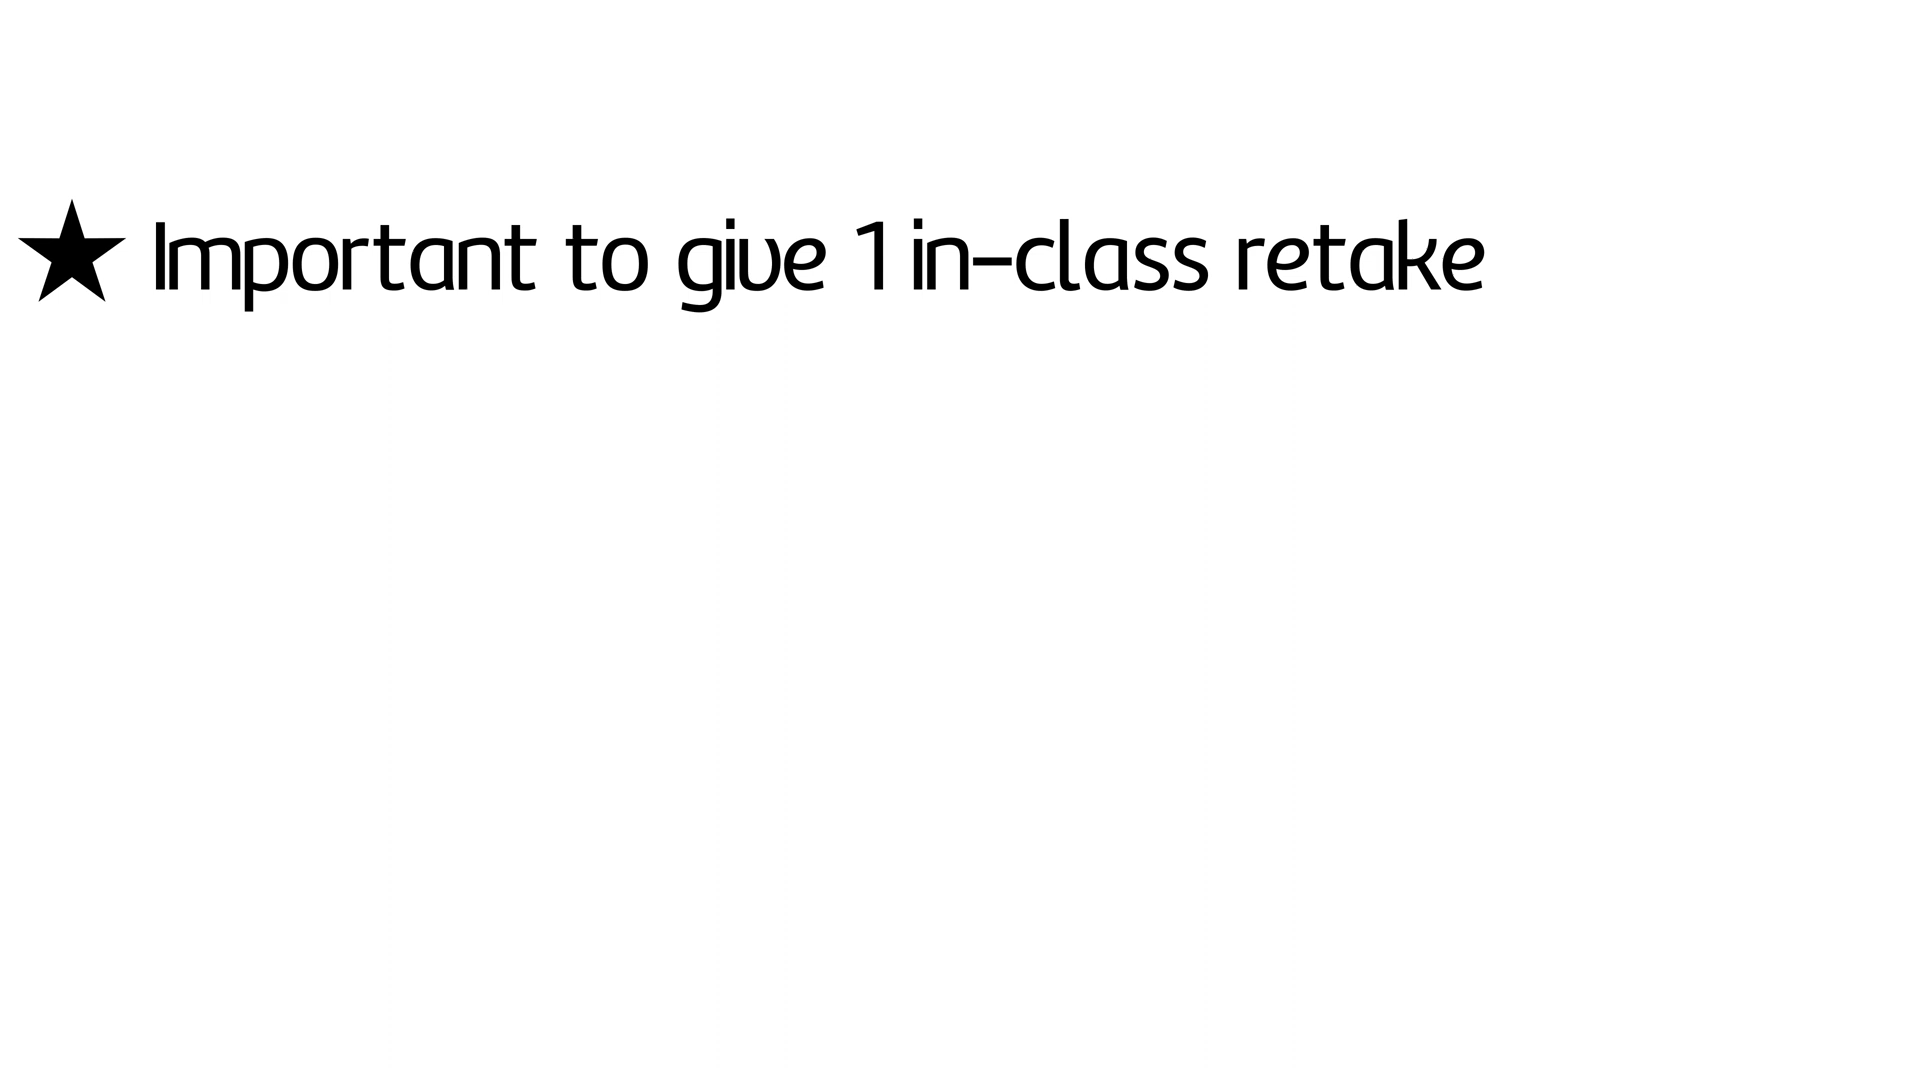 ★ Important to give 1 in-class retake